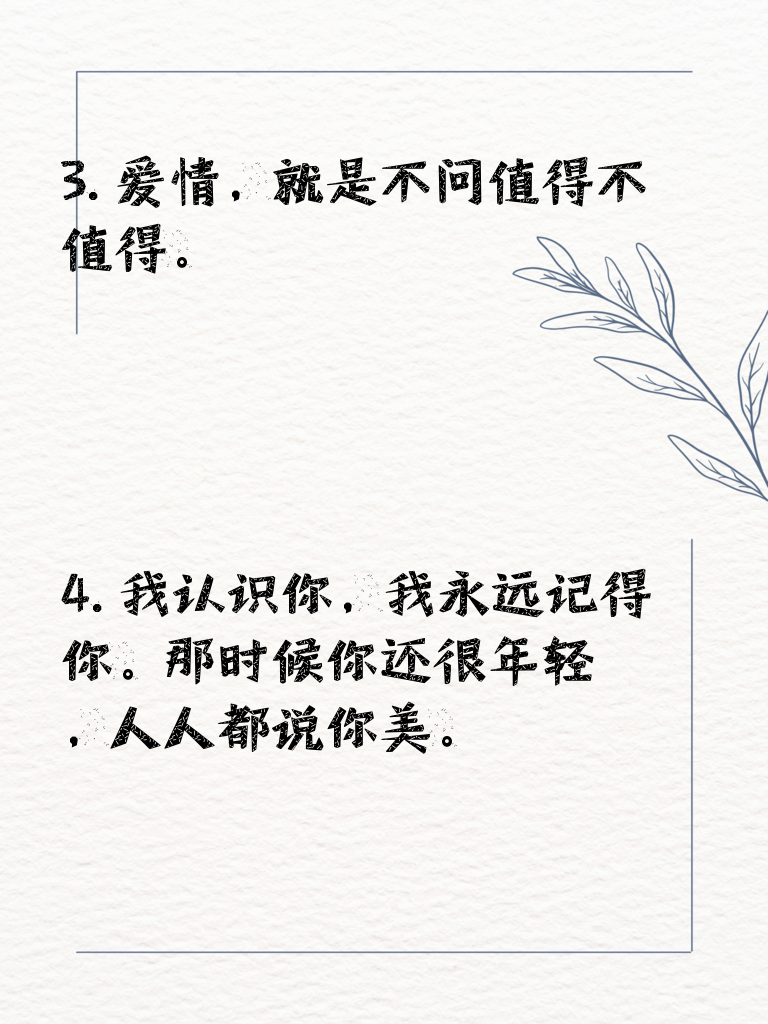 3. 爱情，就是不问值得不
值得。
4. 我认识你，我永远记得
你。那时候你还很年轻
，人人都说你美。